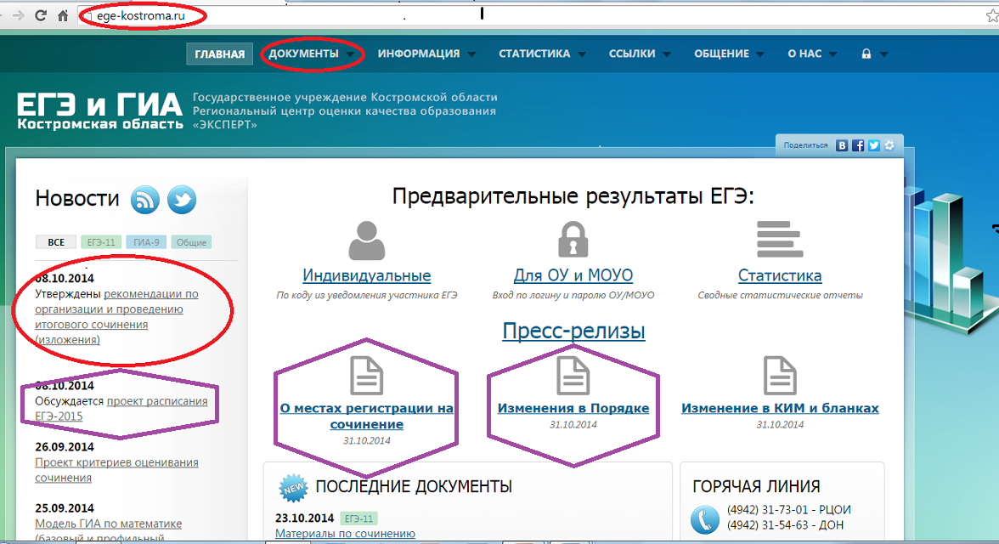 ege-kostroma.ru
ГЛАВНАЯ ДОКУМЕНТЫ ИНФОРМАЦИЯ СТАТИСТИКА ССЫЛКИ ОБЩЕНИЕ О НАС
ЕГЭ и ГИА
Костромская область
Государственное учреждение Костромской области
Региональный центр оценки качества образования
«ЭКСПЕРТ»
Поделиться
Новости
ВСЕ ЕГЭ-11 ГИА-9 Общие
08.10.2014
Утверждены рекомендации по
организации и проведению
итогового сочинения
(изложения)
08.10.2014
Обсуждается проект расписания
ЕГЭ-2015
26.09.2014
Проект критериев оценивания
сочинения
25.09.2014
Модель ГИА по математике
(базовый и профильный
Предварительные результаты ЕГЭ:
Индивидуальные
По коду из уведомления участника ЕГЭ
Для ОУ и МОУО
Вход по логину и паролю ОУ/МОУО
Статистика
Сводные статистические отчеты
Пресс-релизы
О местах регистрации на
сочинение
31.10.2014
Изменения в Порядке
31.10.2014
Изменение в КИМ и бланках
31.10.2014
NEW ПОСЛЕДНИЕ ДОКУМЕНТЫ
23.10.2014 ЕГЭ-11
Материалы по сочинению
ГОРЯЧАЯ ЛИНИЯ
(4942) 31-73-01 - РЦОИ
(4942) 31-54-63 - ДОН